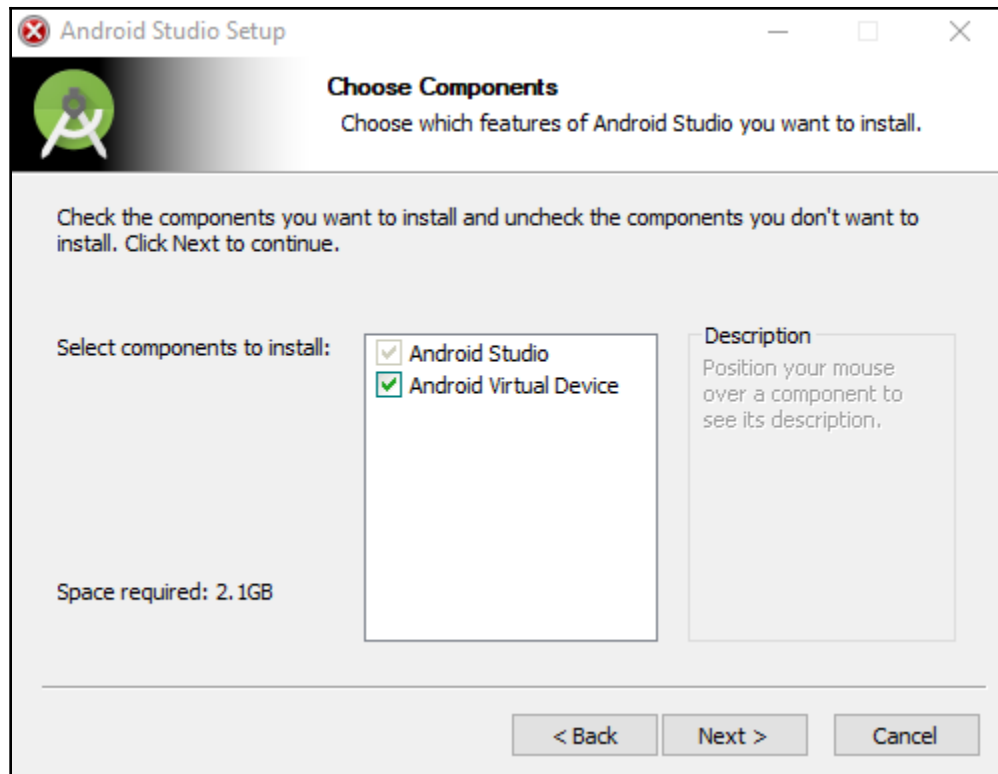 Android Studio Setup
Choose Components
Choose which features of Android Studio you want to install.
Check the components you want to install and uncheck the components you don't want to
install. Click Next to continue.
Select components to install:
Android Studio
Android Virtual Device
Description
Position your mouse
over a component to
see its description.
Space required: 2.1GB
< Back
Next >
Cancel